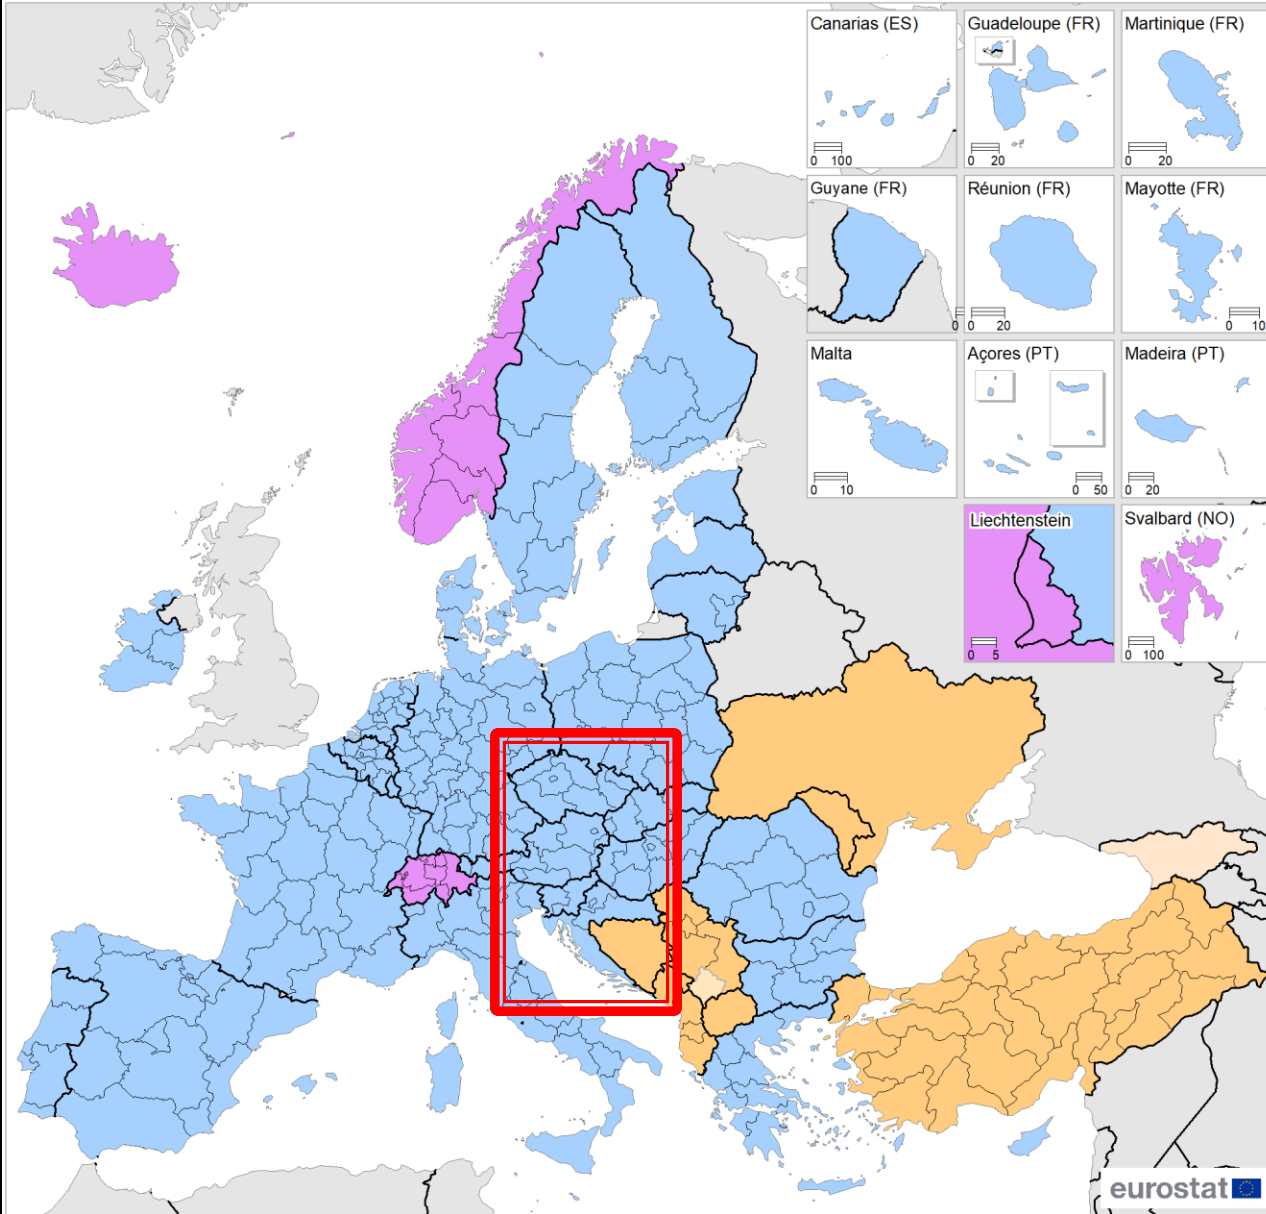 Canarias (ES)
0 100
Guadeloupe (FR)
0 20
Martinique (FR)
0 20
Guyane (FR)
0
Réunion (FR)
0 20
Mayotte (FR)
0 10
Malta
0 10
Açores (PT)
0 50
Madeira (PT)
0 20
Liechtenstein
0 5
Svalbard (NO)
0 100
eurostat